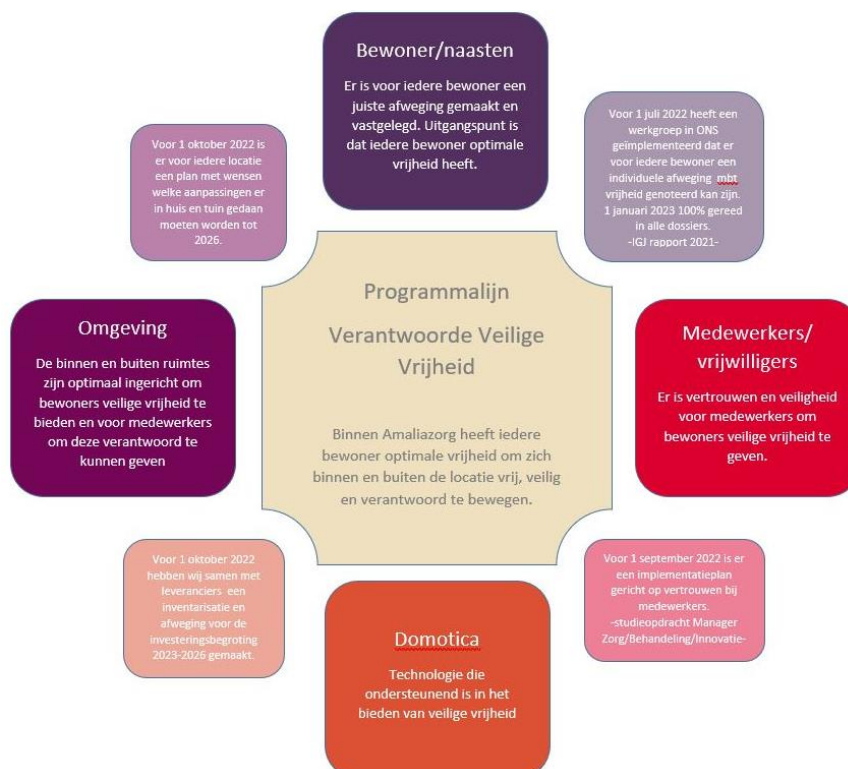 Bewoner/naasten
Er is voor iedere bewoner een
juiste afweging gemaakt en
vastgelegd. Uitgangspunt is
dat iedere bewoner optimale
vrijheid heeft.
Voor 1 oktober 2022 is
er voor iedere locatie
een plan met wensen
welke aanpassingen er
in huis en tuin gedaan
moeten worden tot
2026.
Voor 1 juli 2022 heeft een
werkgroep in ONS
geïmplementeerd dat er
voor iedere bewoner een
individuele afweging mbt
vrijheid genoteerd kan zijn.
1 januari 2023 100% gereed
in alle dossiers.
-IGJ rapport 2021-
Programmalijn
Verantwoorde Veilige
Vrijheid
Binnen Amaliazorg heeft iedere
bewoner optimale vrijheid om zich
binnen en buiten de locatie vrij, veilig
en verantwoord te bewegen.
Omgeving
De binnen en buiten ruimtes
zijn optimaal ingericht om
bewoners veilige vrijheid te
bieden en voor medewerkers
om deze verantwoord te
kunnen geven
Medewerkers/
vrijwilligers
Er is vertrouwen en veiligheid
voor medewerkers om
bewoners veilige vrijheid te
geven.
Voor 1 oktober 2022
hebben wij samen met
leveranciers een
inventarisatie en
afweging voor de
investeringsbegroting
2023-2026 gemaakt.
Voor 1 september 2022 is er
een implementatieplan
gericht op vertrouwen bij
medewerkers.
-studieopdracht Manager
Zorg/Behandeling/Innovatie-
Domotica
Technologie die
ondersteunend is in het
bieden van veilige vrijheid